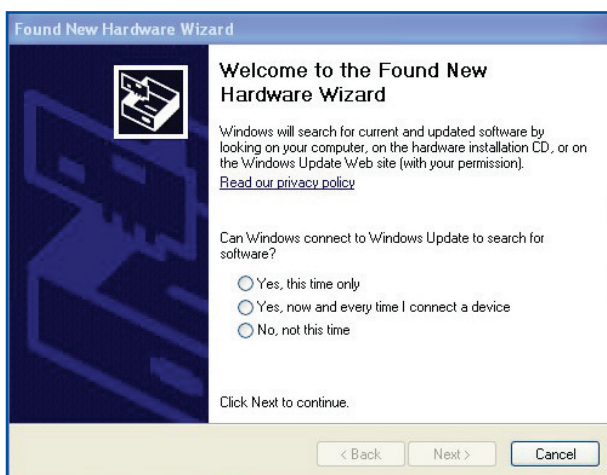 Found New Hardware Wizard
Welcome to the Found New
Hardware Wizard
Windows will search for current and updated software by
looking on your computer, on the hardware installation CD, or on
the Windows Update Web site (with your permission).
Read our privacy policy
Can Windows connect to Windows Update to search for
software?
Yes, this time only
Yes, now and every time I connect a device
No, not this time
Click Next to continue.
< Back Next > Cancel